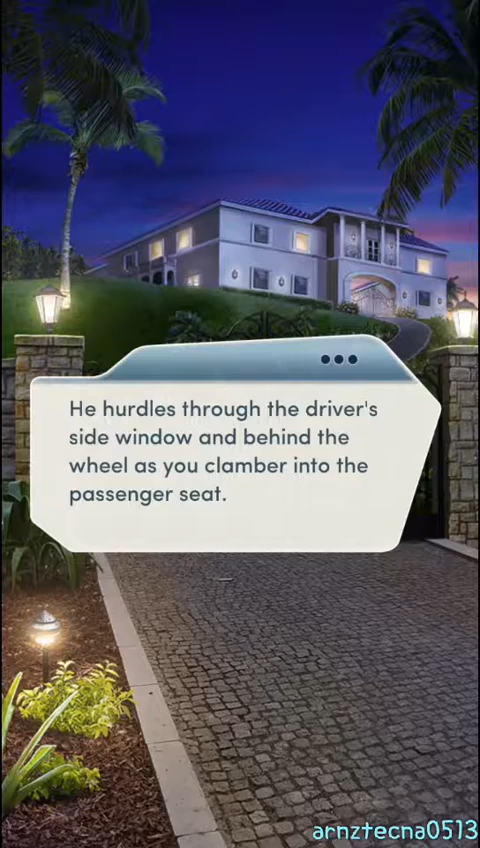 He hurdles through the driver's
side window and behind the
wheel as you clamber into the
passenger seat.
arnztecna0513